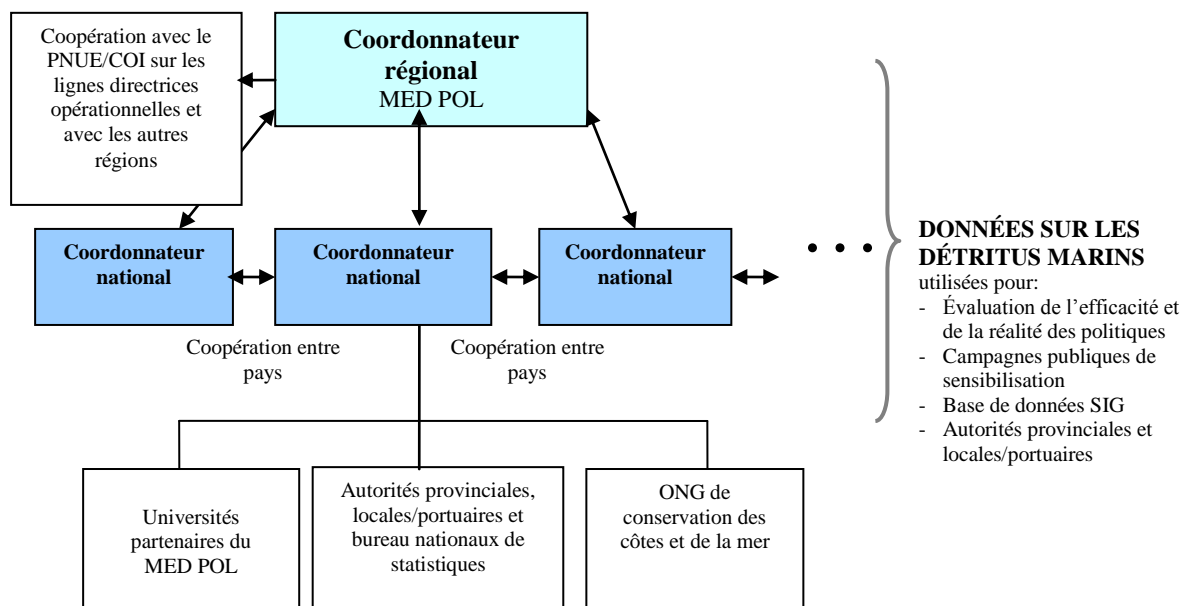 Coopération avec le
PNUE/COI sur les
lignes directrices
opérationnelles et
avec les autres
régions
Coordonnateur
régional
MED POL
Coordonnateur
national
Coordonnateur
national
Coordonnateur
national
Coopération entre
pays
Coopération entre
pays
Universités
partenaires du
MED POL
Autorités provinciales,
locales/portuaires et
bureau nationaux de
statistiques
ONG de
conservation des
côtes et de la mer
DONNÉES SUR LES
DÉTRITUS MARINS
utilisées pour:
- Évaluation de l’efficacité et
de la réalité des politiques
- Campagnes publiques de
sensibilisation
- Base de données SIG
- Autorités provinciales et
locales/portuaires